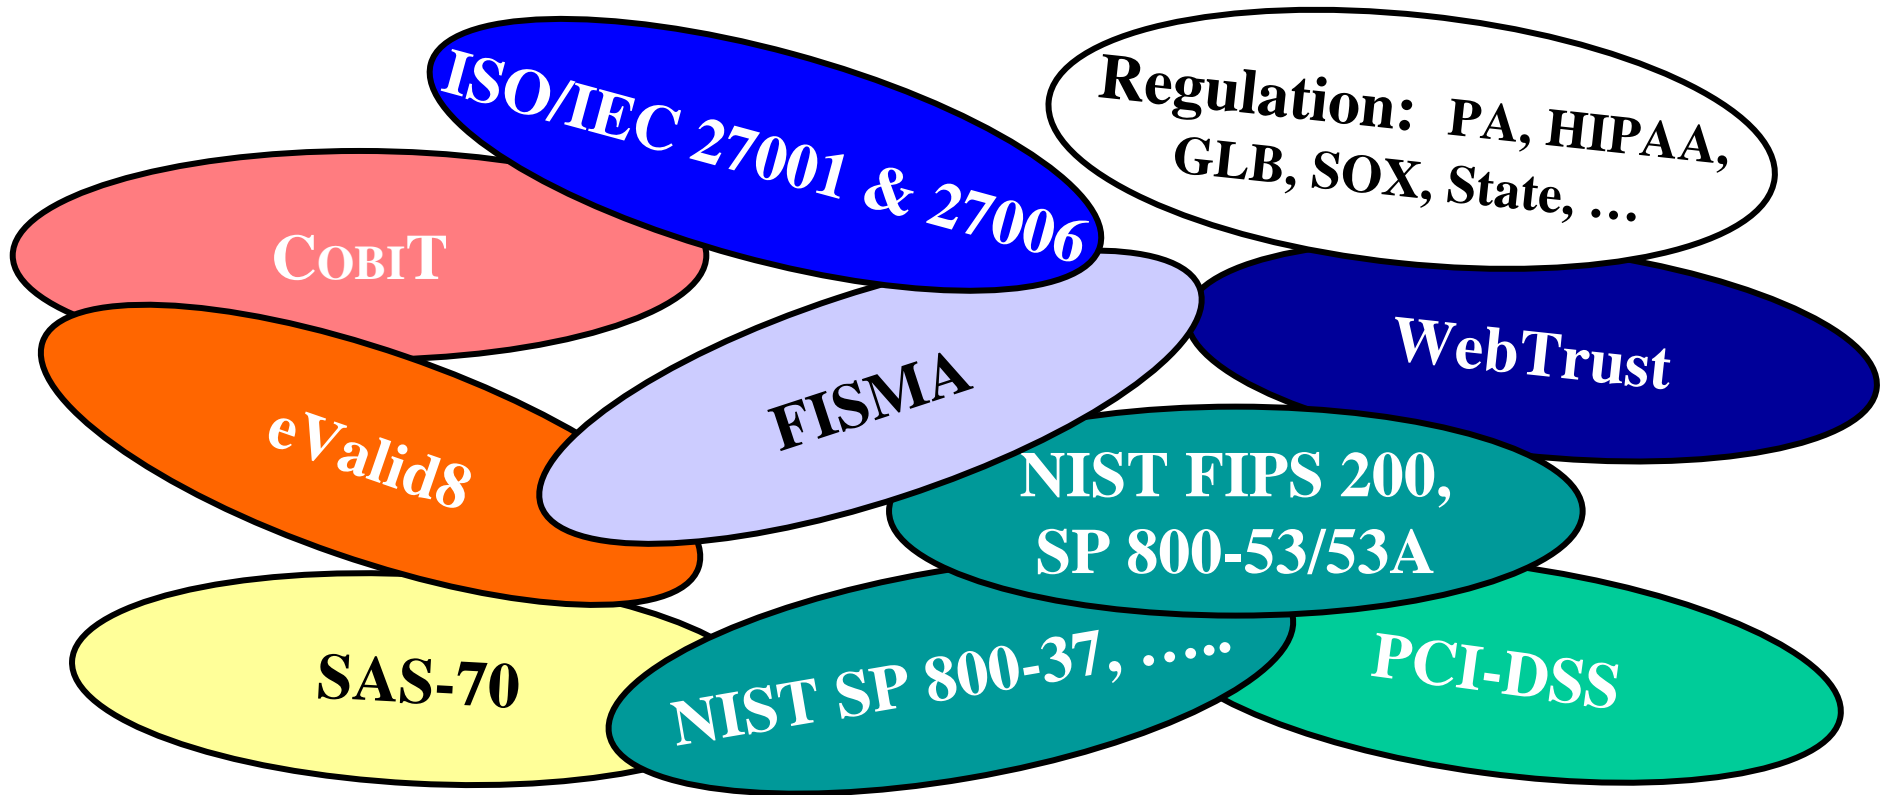 ISO/IEC 27001 & 27006
Regulation: PA, HIPAA,
GLB, SOX, State, …
COBIT
WebTrust
FISMA
eValid8
NIST FIPS 200,
SP 800-53/53A
SAS-70
NIST SP 800-37, …..
PCI-DSS